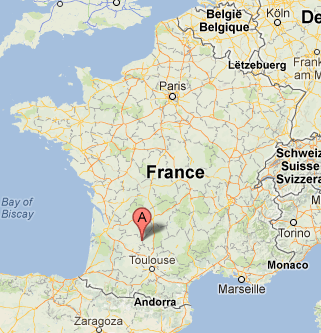 België
Belgique
Köln
De
Lëtzebuerg
Fran
am M
Paris
Schweiz
Suisse
Svizzera
France
Bay of
Biscay
A
Torino
Toulouse
Monaco
Marseille
Andorra
Zaragoza